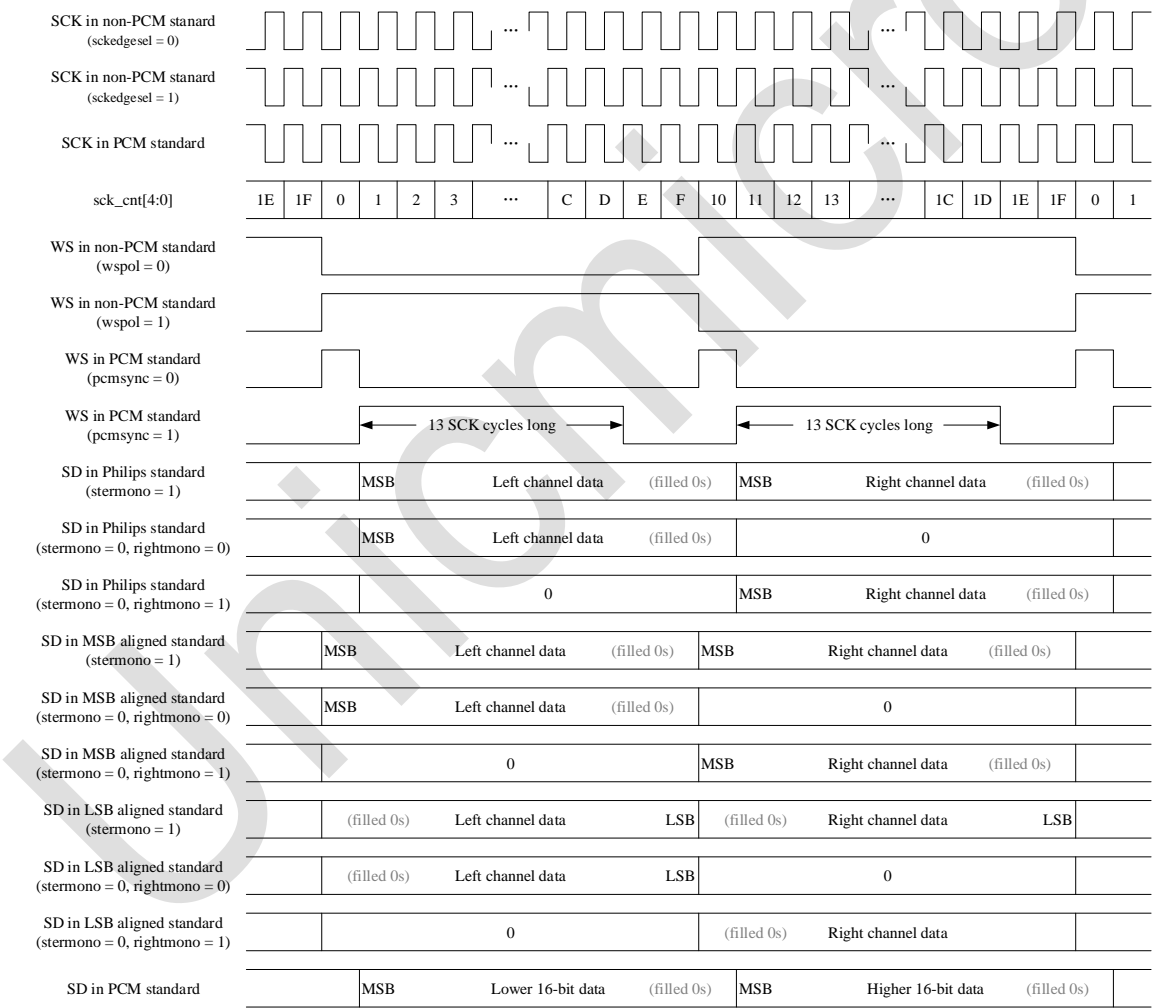 SCK in non-PCM stanard
(sckedgesel = 0)
... ...
SCK in non-PCM stanard
(sckedgesel = 1)
... ...
SCK in PCM standard
... ...
sck_cnt[4:0] 1E 1F 0 1 2 3 ... C D E F 10 11 12 13 ... 1C 1D 1E 1F 0 1
WS in non-PCM standard
(wspol = 0)
WS in non-PCM standard
(wspol = 1)
WS in PCM standard
(pcmsync = 0)
WS in PCM standard
(pcmsync = 1)
13 SCK cycles long 13 SCK cycles long
SD in Philips standard
(stermono = 1)
MSB Left channel data (filled 0s) MSB Right channel data (filled 0s)
SD in Philips standard
(stermono = 0, rightmono = 0)
MSB Left channel data (filled 0s) 0
SD in Philips standard
(stermono = 0, rightmono = 1)
0 MSB Right channel data (filled 0s)
SD in MSB aligned standard
(stermono = 1)
MSB Left channel data (filled 0s) MSB Right channel data (filled 0s)
SD in MSB aligned standard
(stermono = 0, rightmono = 0)
MSB Left channel data (filled 0s) 0
SD in MSB aligned standard
(stermono = 0, rightmono = 1)
0 MSB Right channel data (filled 0s)
SD in LSB aligned standard
(stermono = 1)
(filled 0s) Left channel data LSB (filled 0s) Right channel data LSB
SD in LSB aligned standard
(stermono = 0, rightmono = 0)
(filled 0s) Left channel data LSB 0
SD in LSB aligned standard
(stermono = 0, rightmono = 1)
0 (filled 0s) Right channel data
SD in PCM standard MSB Lower 16-bit data (filled 0s) MSB Higher 16-bit data (filled 0s)
Unicmicro